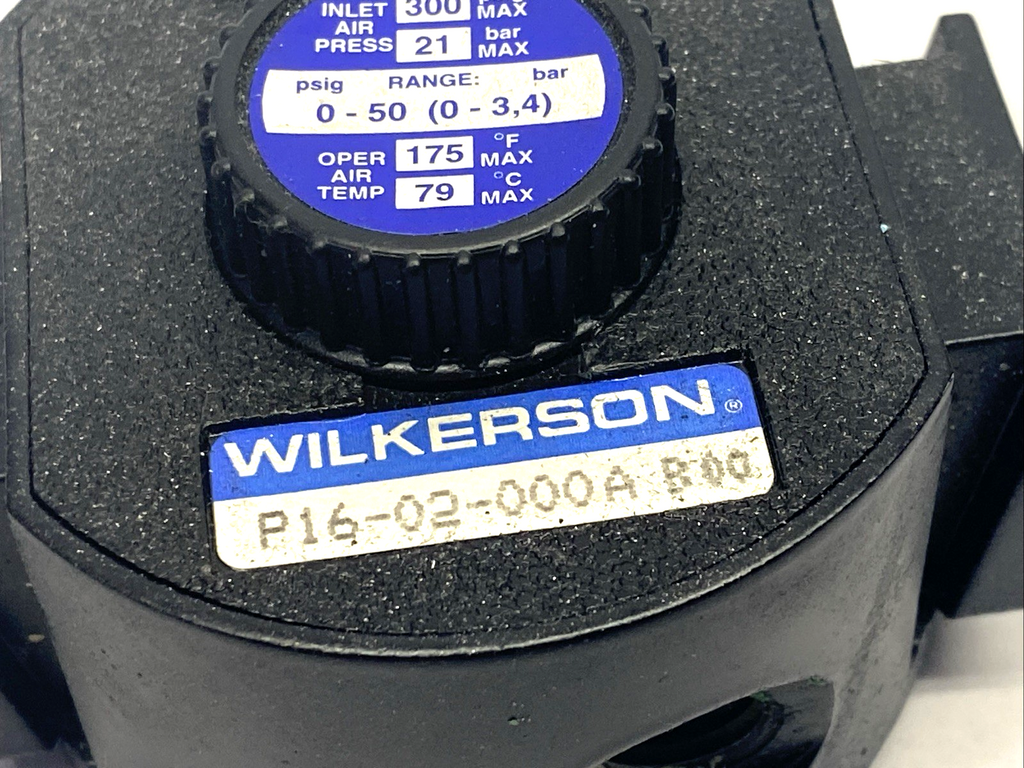 INLET 300 psig MAX
AIR
PRESS 21 bar MAX
psig RANGE: bar
0 - 50 (0 - 3,4)
OPER 175 °F MAX
AIR
TEMP 79 °C MAX
WILKERSON®
P16-02-000A B00